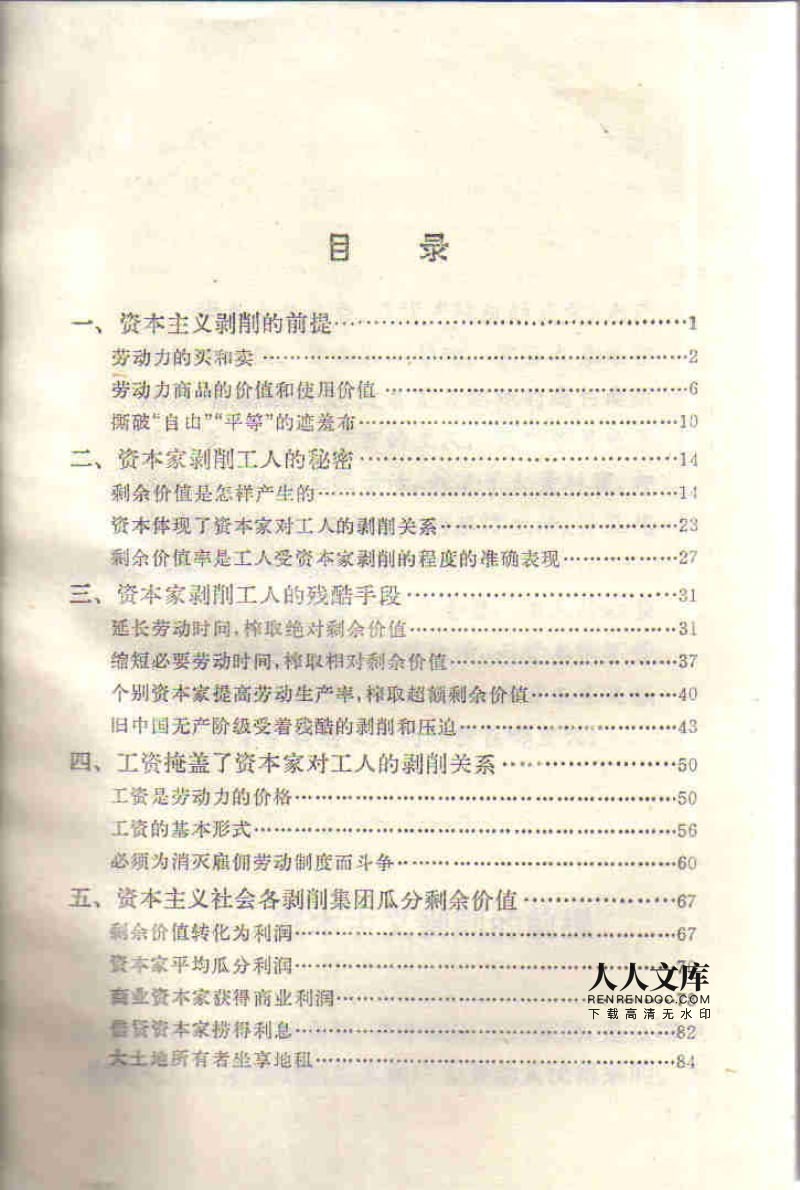 目 录
一、资本主义剥削的前提……1
劳动力的买和卖……2
劳动力商品的价值和使用价值……6
撕破“自由”“平等”的遮羞布……10
二、资本家剥削工人的秘密……14
剩余价值是怎样产生的……14
资本体现了资本家对工人的剥削关系……23
剩余价值率是工人受资本家剥削的程度的准确表现……27
三、资本家剥削工人的残酷手段……31
延长劳动时间,榨取绝对剩余价值……31
缩短必要劳动时间,榨取相对剩余价值……37
个别资本家提高劳动生产率,榨取超额剩余价值……40
旧中国无产阶级受着残酷的剥削和压迫……43
四、工资掩盖了资本家对工人的剥削关系……50
工资是劳动力的价格……50
工资的基本形式……56
必须为消灭雇佣劳动制度而斗争……60
五、资本主义社会各剥削集团瓜分剩余价值……67
剩余价值转化为利润……67
资本家平均瓜分利润……
商业资本家获得商业利润……
借贷资本家捞得利息……82
大土地所有者坐享地租……84
人人文库
RENRENDOC.COM
下载高清无水印